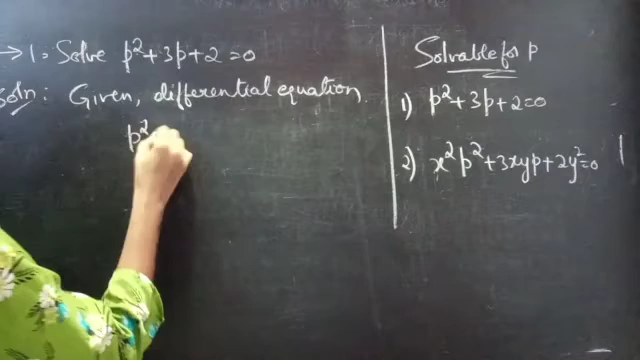 → 1. Solve p² + 3p + 2 = 0
Soln: Given, differential equation
p²
Solvable for p
1) p² + 3p + 2 = 0
2) x²p² + 3xyp + 2y² = 0